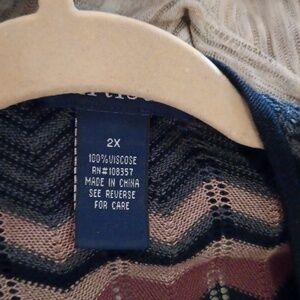 2X
100%VISCOSE
RN#108357
MADE IN CHINA
SEE REVERSE
FOR CARE